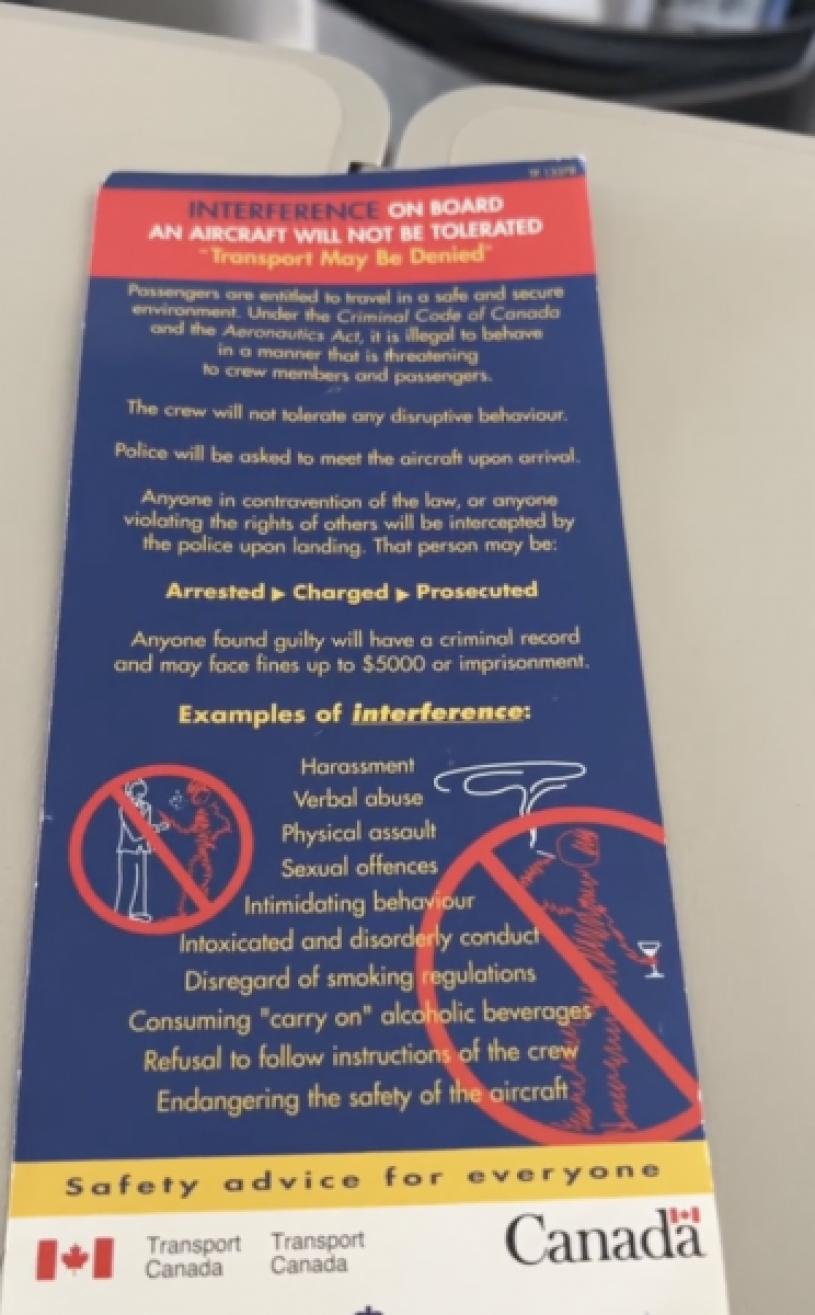 INTERFERENCE ON BOARD
AN AIRCRAFT WILL NOT BE TOLERATED
"Transport May Be Denied"
Passengers are entitled to travel in a safe and secure
environment. Under the Criminal Code of Canada
and the Aeronautics Act, it is illegal to behave
in a manner that is threatening
to crew members and passengers.
The crew will not tolerate any disruptive behaviour.
Police will be asked to meet the aircraft upon arrival.
Anyone in contravention of the law, or anyone
violating the rights of others will be intercepted by
the police upon landing. That person may be:
Arrested ▶ Charged ▶ Prosecuted
Anyone found guilty will have a criminal record
and may face fines up to $5000 or imprisonment.
Examples of interference:
Harassment
Verbal abuse
Physical assault
Sexual offences
Intimidating behaviour
Intoxicated and disorderly conduct
Disregard of smoking regulations
Consuming "carry on" alcoholic beverages
Refusal to follow instructions of the crew
Endangering the safety of the aircraft
Safety advice for everyone
Transport Transport
Canada Canada
Canada